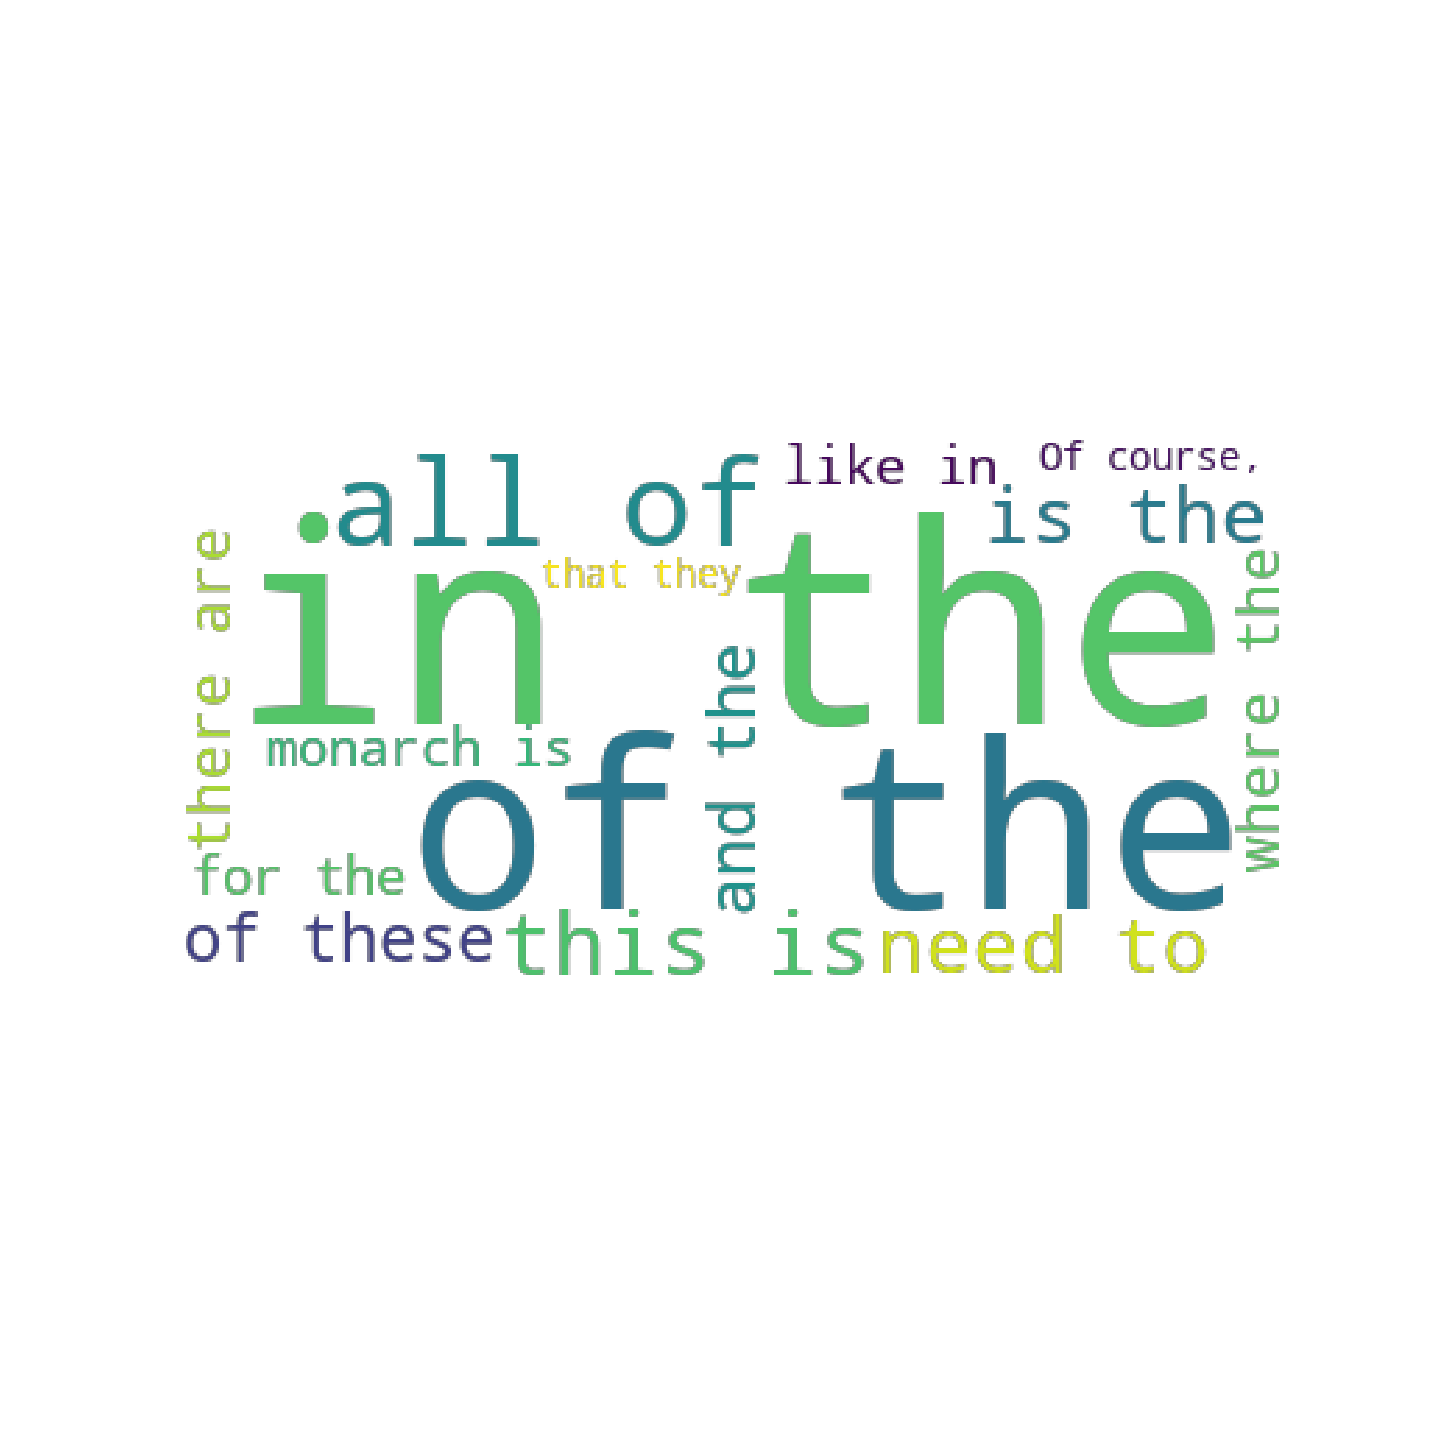 like in
Of course,
all of
is the
in the
that they
there are
where the
and the
monarch is
of the
for the
of these
this is
need to